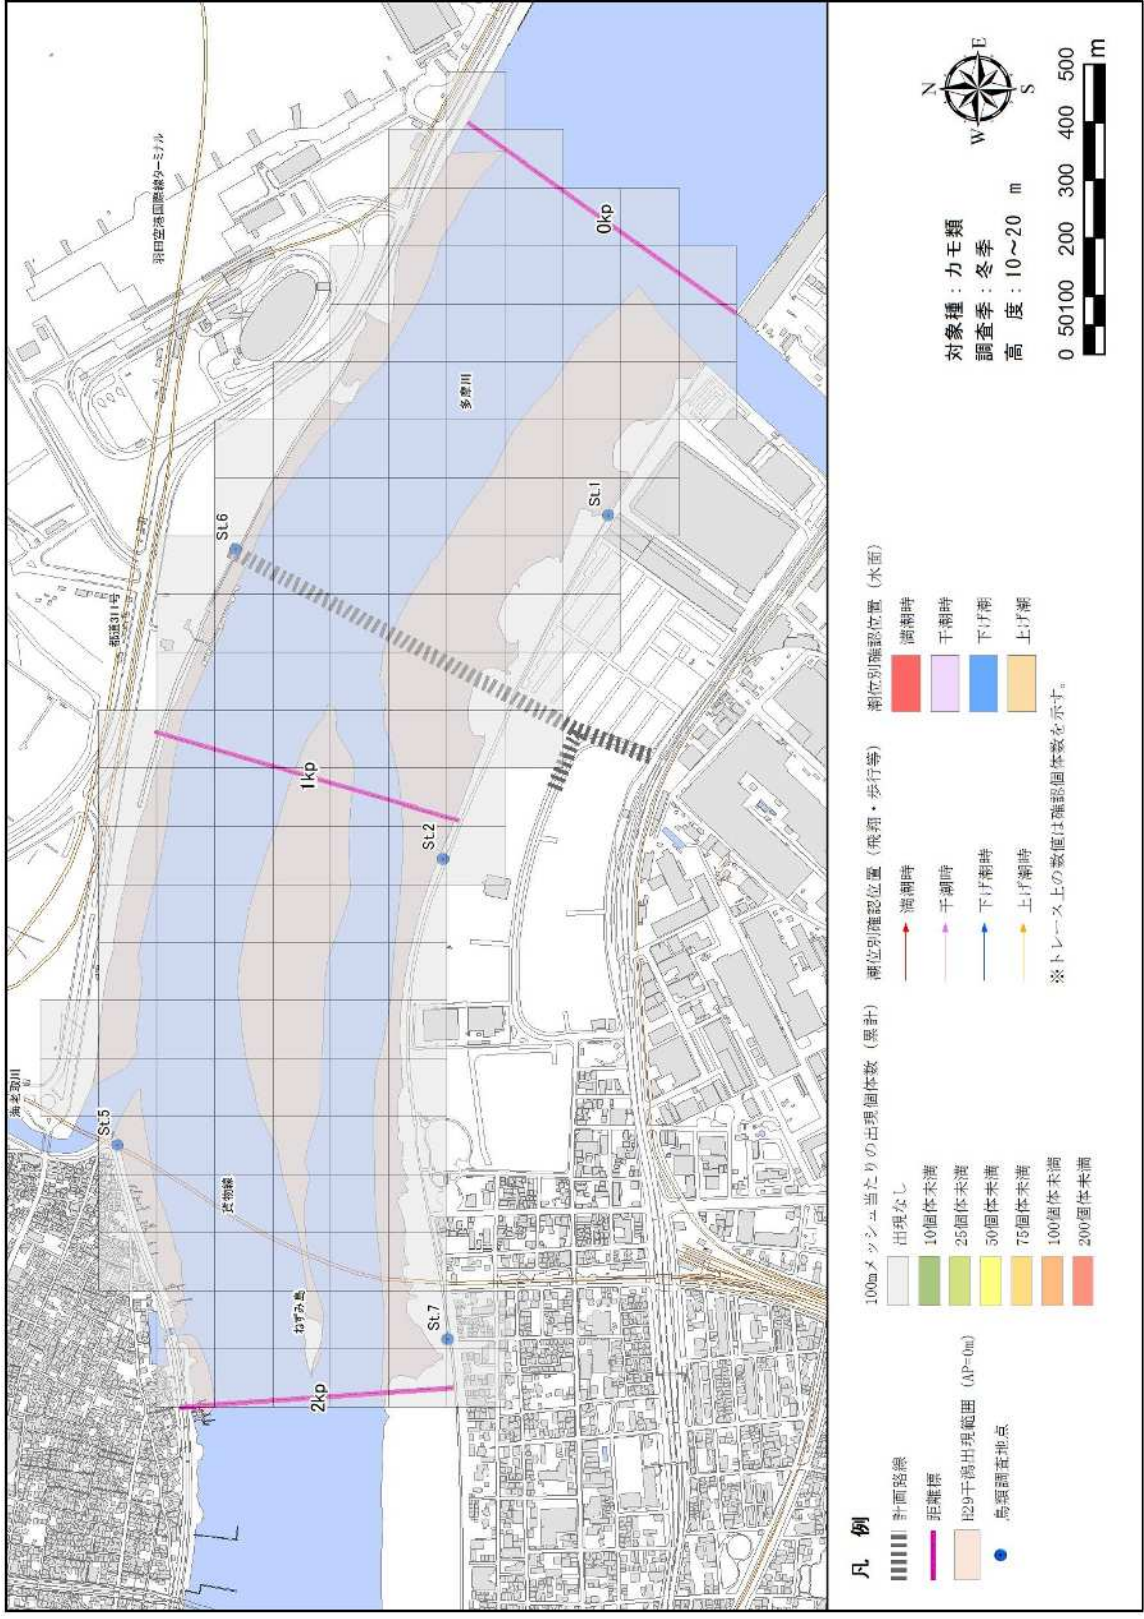 羽田空港国際線ターミナル
都道311号
海老取川
多摩川
貨物線
ねずみ島
St.6
St.1
St.2
St.5
St.7
0kp
1kp
2kp
凡 例
計画路線
距離標
H29干潟出現範囲 (AP=0m)
鳥類調査地点
100mメッシュ当たりの出現個体数 (累計)
出現なし
10個体未満
25個体未満
50個体未満
75個体未満
100個体未満
200個体未満
潮位別確認位置 (飛翔・歩行等)
満潮時
干潮時
下げ潮時
上げ潮時
潮位別確認位置 (水面)
満潮時
干潮時
下げ潮
上げ潮
※トレース上の数値は確認個体数を示す。
対象種:カモ類
調査季:冬季
高 度:10~20 m
N
W
E
S
0 50 100 200 300 400 500
m